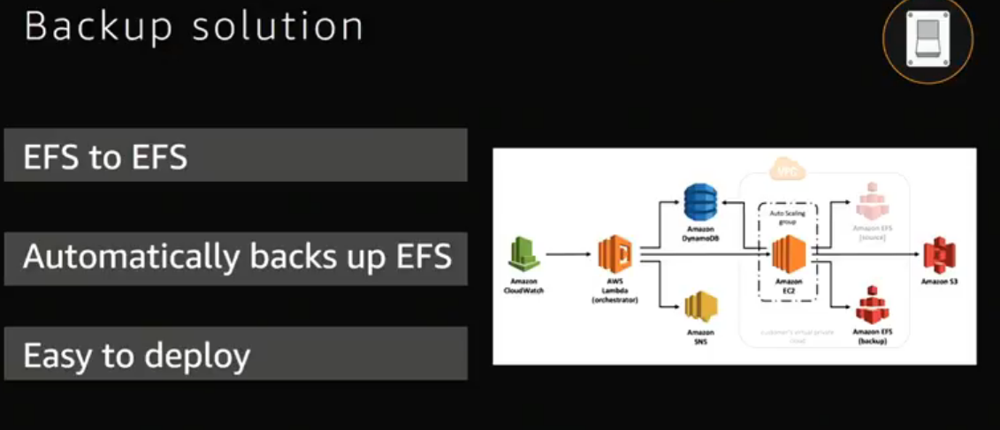 Backup solution
EFS to EFS
Automatically backs up EFS
Easy to deploy
VPC
Auto Scaling
group
Amazon
DynamoDB
Amazon EFS
[source]
Amazon
CloudWatch
AWS
Lambda
(orchestrator)
Amazon
EC2
Amazon S3
Amazon
SNS
customer's virtual private
cloud
Amazon EFS
(backup)